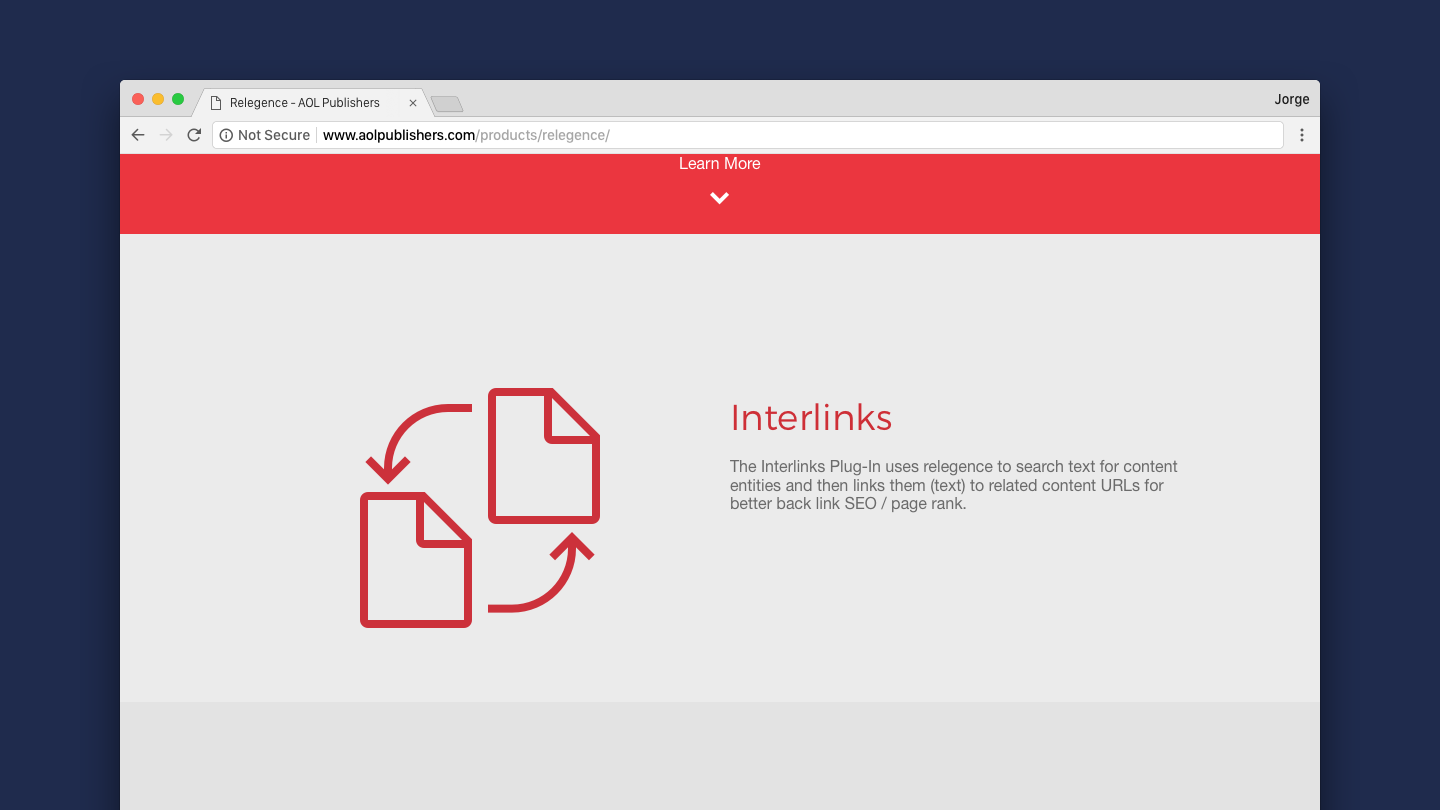 Relegence - AOL Publishers
Jorge
Not Secure www.aolpublishers.com/products/relegence/
Learn More
Interlinks
The Interlinks Plug-In uses relegence to search text for content
entities and then links them (text) to related content URLs for
better back link SEO / page rank.